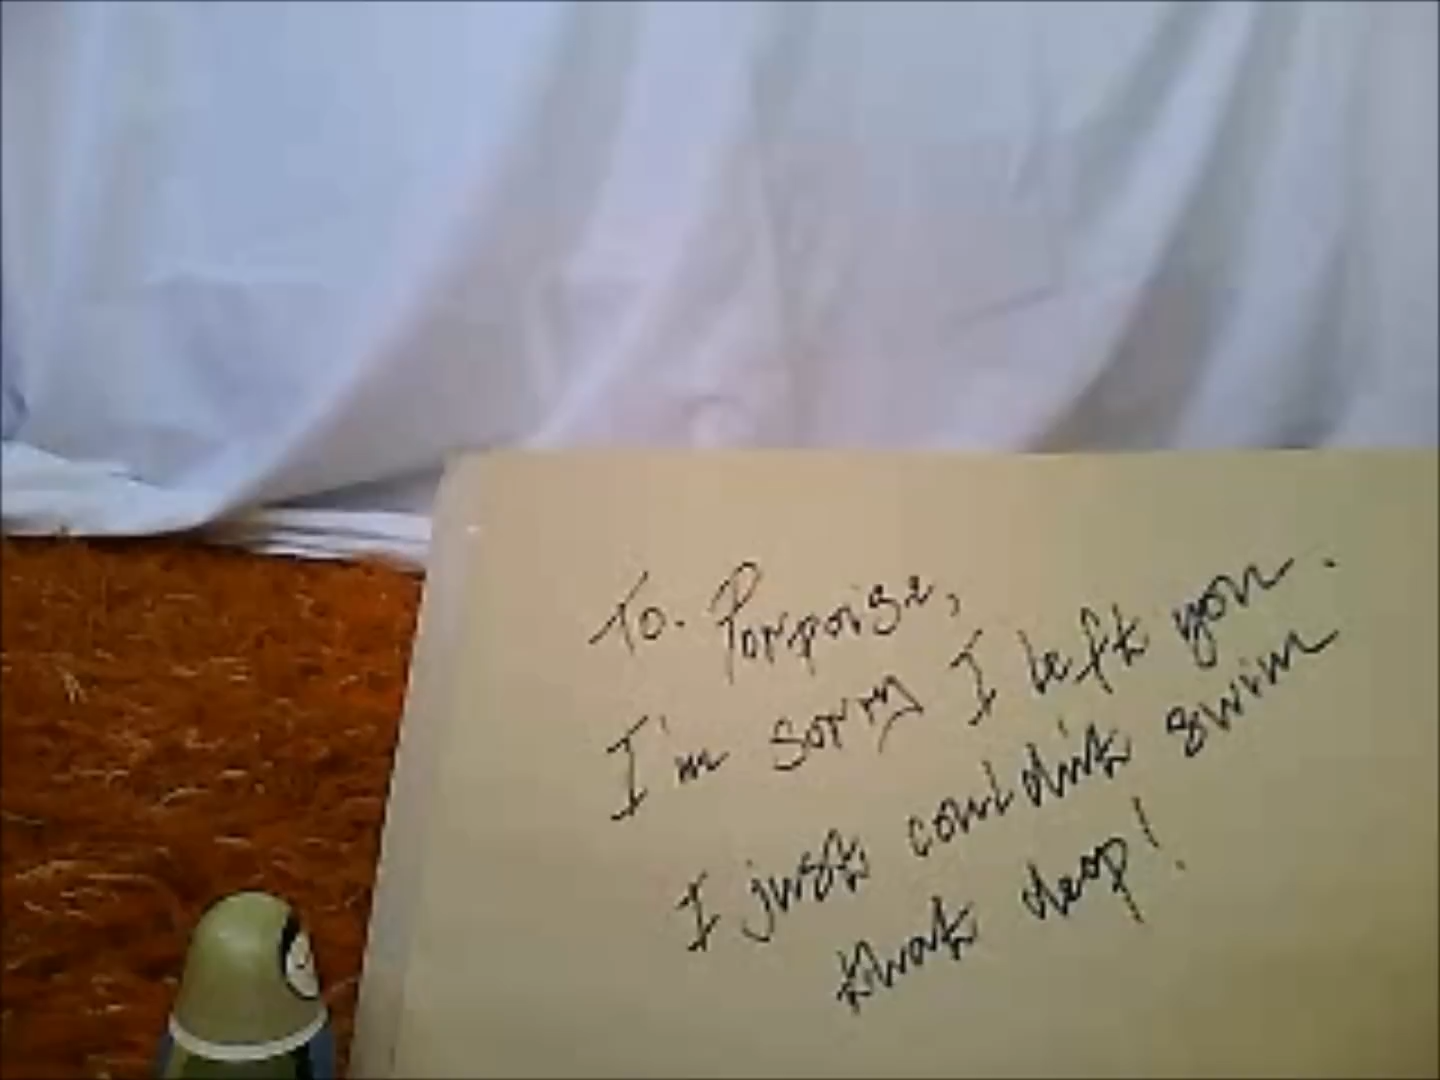 To. Porpoise,
I'm sorry I left you.
I just couldn't swim
that deep!